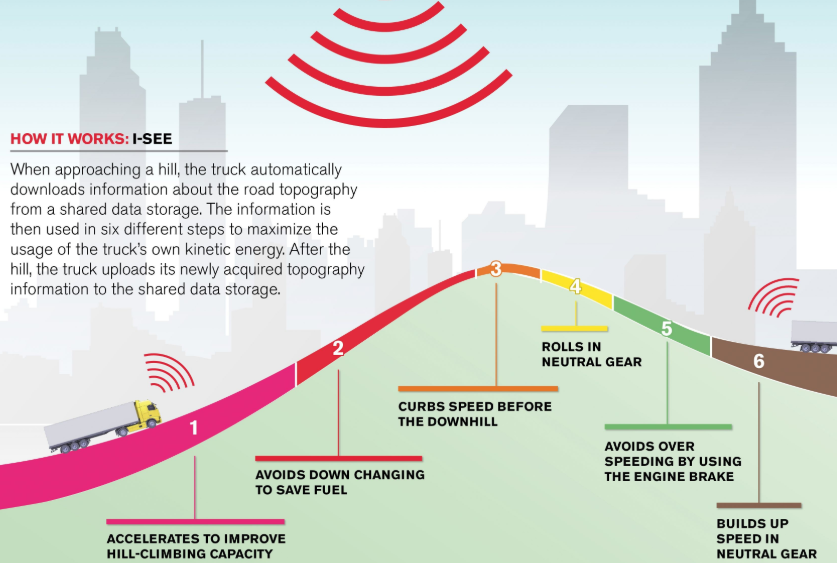 HOW IT WORKS: I-SEE
When approaching a hill, the truck automatically
downloads information about the road topography
from a shared data storage. The information is
then used in six different steps to maximize the
usage of the truck's own kinetic energy. After the
hill, the truck uploads its newly acquired topography
information to the shared data storage.
1
ACCELERATES TO IMPROVE
HILL-CLIMBING CAPACITY
2
AVOIDS DOWN CHANGING
TO SAVE FUEL
3
CURBS SPEED BEFORE
THE DOWNHILL
4
ROLLS IN
NEUTRAL GEAR
5
AVOIDS OVER
SPEEDING BY USING
THE ENGINE BRAKE
6
BUILDS UP
SPEED IN
NEUTRAL GEAR